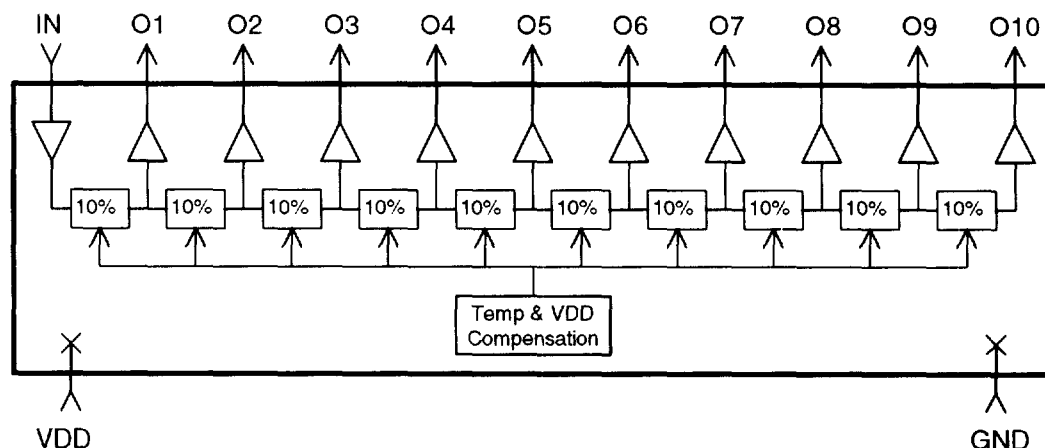 IN O1 O2 O3 O4 O5 O6 O7 O8 O9 O10
10% 10% 10% 10% 10% 10% 10% 10% 10% 10%
Temp & VDD
Compensation
VDD GND